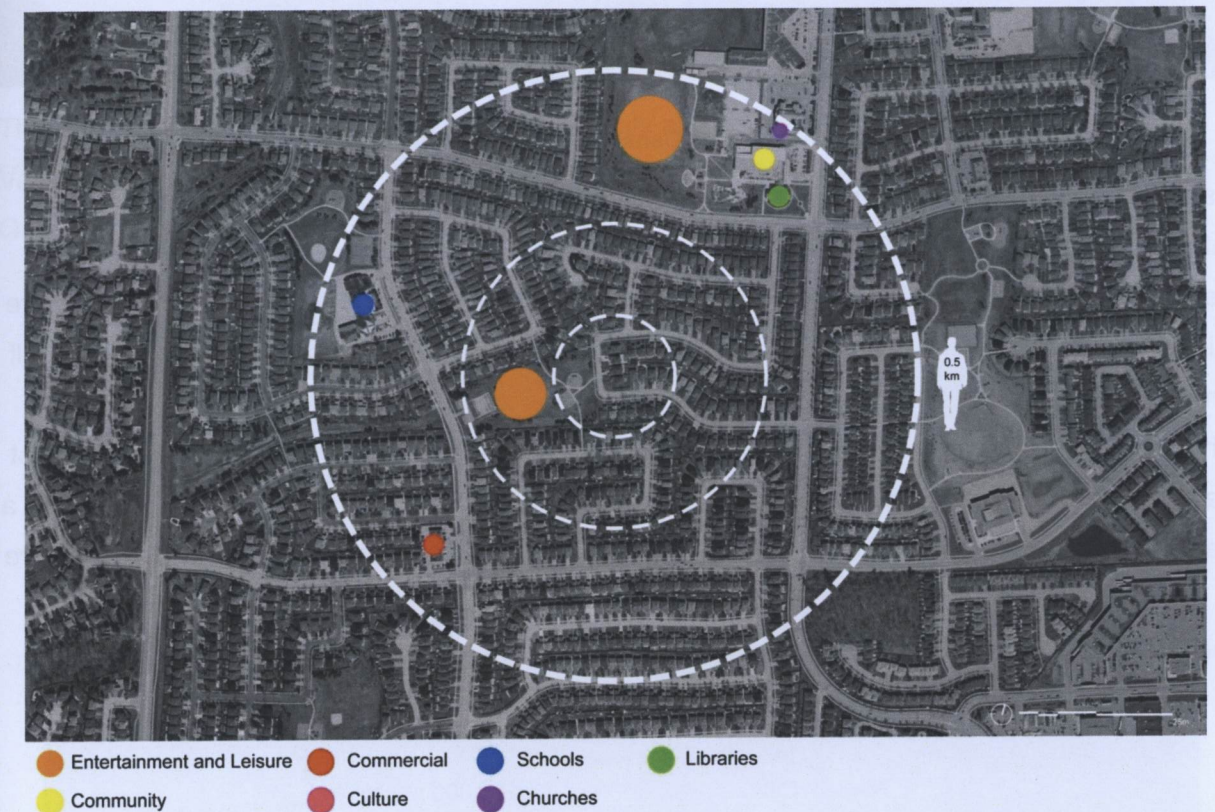 0.5
km
Entertainment and Leisure
Commercial
Schools
Libraries
Community
Culture
Churches